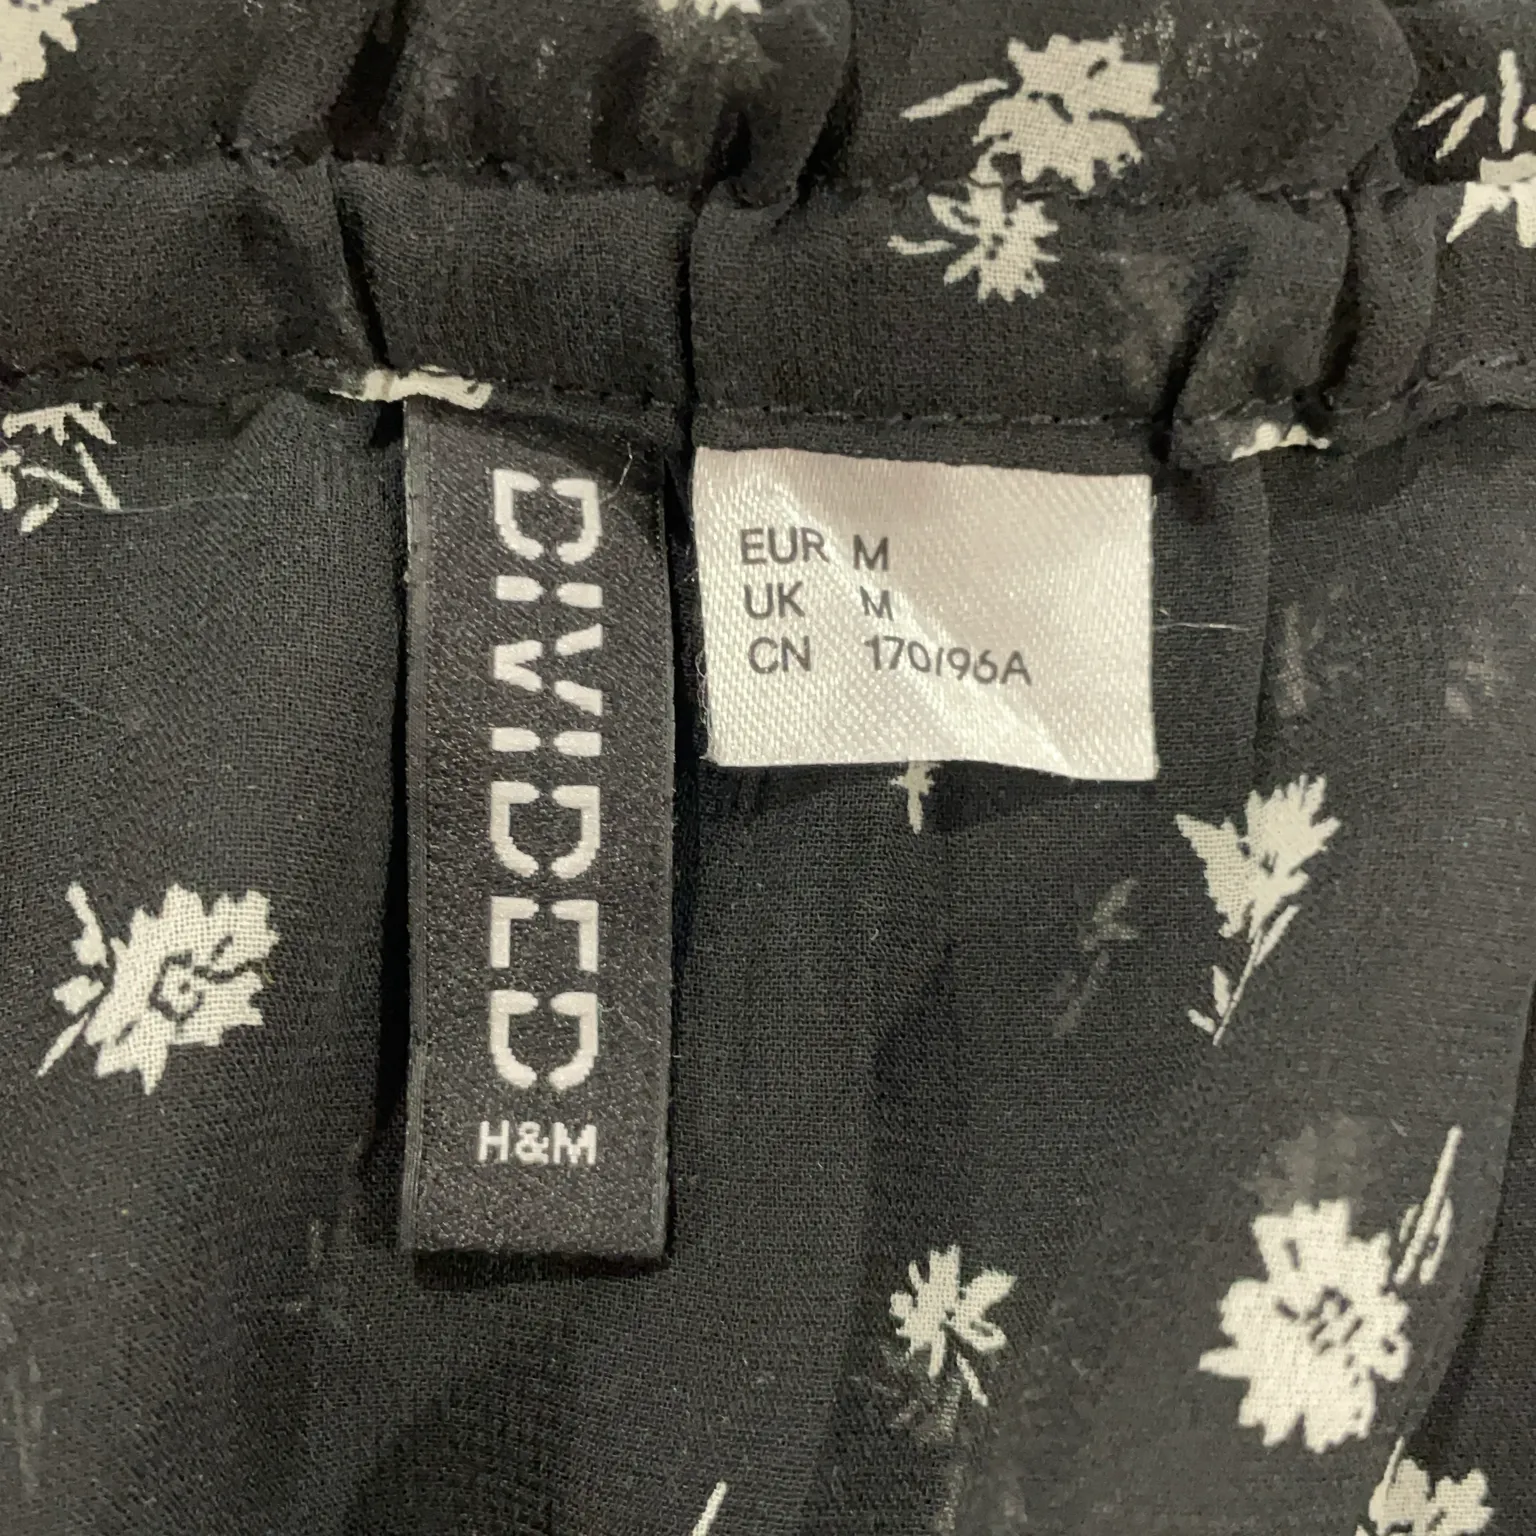 DIVIDED
H&M
EUR M
UK M
CN 170/96A